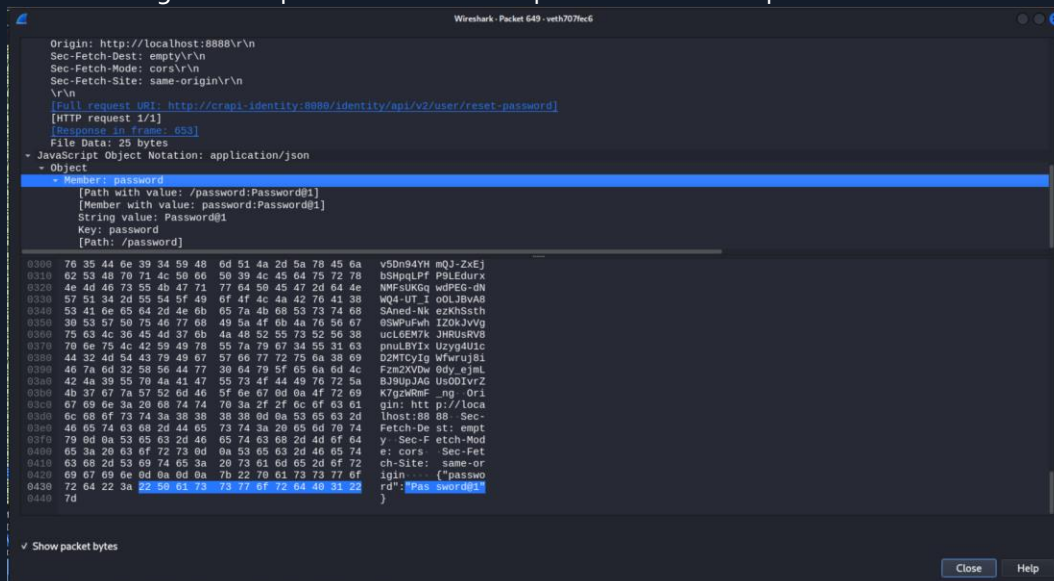 Wireshark · Packet 649 · veth707fec6
Origin: http://localhost:8888\r\n
Sec-Fetch-Dest: empty\r\n
Sec-Fetch-Mode: cors\r\n
Sec-Fetch-Site: same-origin\r\n
\r\n
[Full request URI: http://crapi-identity:8080/identity/api/v2/user/reset-password]
[HTTP request 1/1]
[Response in frame: 653]
File Data: 25 bytes
JavaScript Object Notation: application/json
Object
Member: password
[Path with value: /password:Password@1]
[Member with value: password:Password@1]
String value: Password@1
Key: password
[Path: /password]
0300 76 35 44 6e 39 34 59 48 6d 51 4a 2d 5a 78 45 6a v5Dn94YH mQJ-ZxEj
0310 62 53 48 70 71 4c 50 66 50 39 4c 45 64 75 72 78 bSHpqLPf P9LEdurx
0320 4e 4d 46 73 55 4b 47 71 77 64 50 45 47 2d 64 4e NMFsUKGq wdPEG-dN
0330 57 51 34 2d 55 54 5f 49 6f 4f 4c 4a 42 76 41 38 WQ4-UT_I oOLJBvA8
0340 53 41 6e 65 64 2d 4e 6b 65 7a 4b 68 53 73 74 68 SAned-Nk ezKhSsth
0350 30 53 57 50 75 46 77 68 49 5a 4f 6b 4a 76 56 67 0SWPuFwh IZOkJvVg
0360 75 63 4c 36 45 4d 37 6b 4a 48 52 55 73 52 56 38 ucL6EM7k JHRUsRV8
0370 70 6e 75 4c 42 59 49 78 55 7a 79 67 34 55 31 63 pnuLBYIx Uzyg4U1c
0380 44 32 4d 54 43 79 49 67 57 66 77 72 75 6a 38 69 D2MTCyIg Wfwruj8i
0390 46 7a 6d 32 58 56 44 77 30 64 79 5f 65 6a 6d 4c Fzm2XVDw 0dy_ejmL
03a0 42 4a 39 55 70 4a 41 47 55 73 4f 44 49 76 72 5a BJ9UpJAG UsODIvrZ
03b0 4b 37 67 7a 57 52 6d 46 5f 6e 67 0d 0a 4f 72 69 K7gzWRmF _ng··Ori
03c0 67 69 6e 3a 20 68 74 74 70 3a 2f 2f 6c 6f 63 61 gin: htt p://loca
03d0 6c 68 6f 73 74 3a 38 38 38 38 0d 0a 53 65 63 2d lhost:88 88··Sec-
03e0 46 65 74 63 68 2d 44 65 73 74 3a 20 65 6d 70 74 Fetch-De st: empt
03f0 79 0d 0a 53 65 63 2d 46 65 74 63 68 2d 4d 6f 64 y··Sec-F etch-Mod
0400 65 3a 20 63 6f 72 73 0d 0a 53 65 63 2d 46 65 74 e: cors· ·Sec-Fet
0410 63 68 2d 53 69 74 65 3a 20 73 61 6d 65 2d 6f 72 ch-Site: same-or
0420 69 67 69 6e 0d 0a 0d 0a 7b 22 70 61 73 73 77 6f igin···· {"passwo
0430 72 64 22 3a 22 50 61 73 73 77 6f 72 64 40 31 22 rd":"Pas sword@1"
0440 7d }
Show packet bytes
Close Help